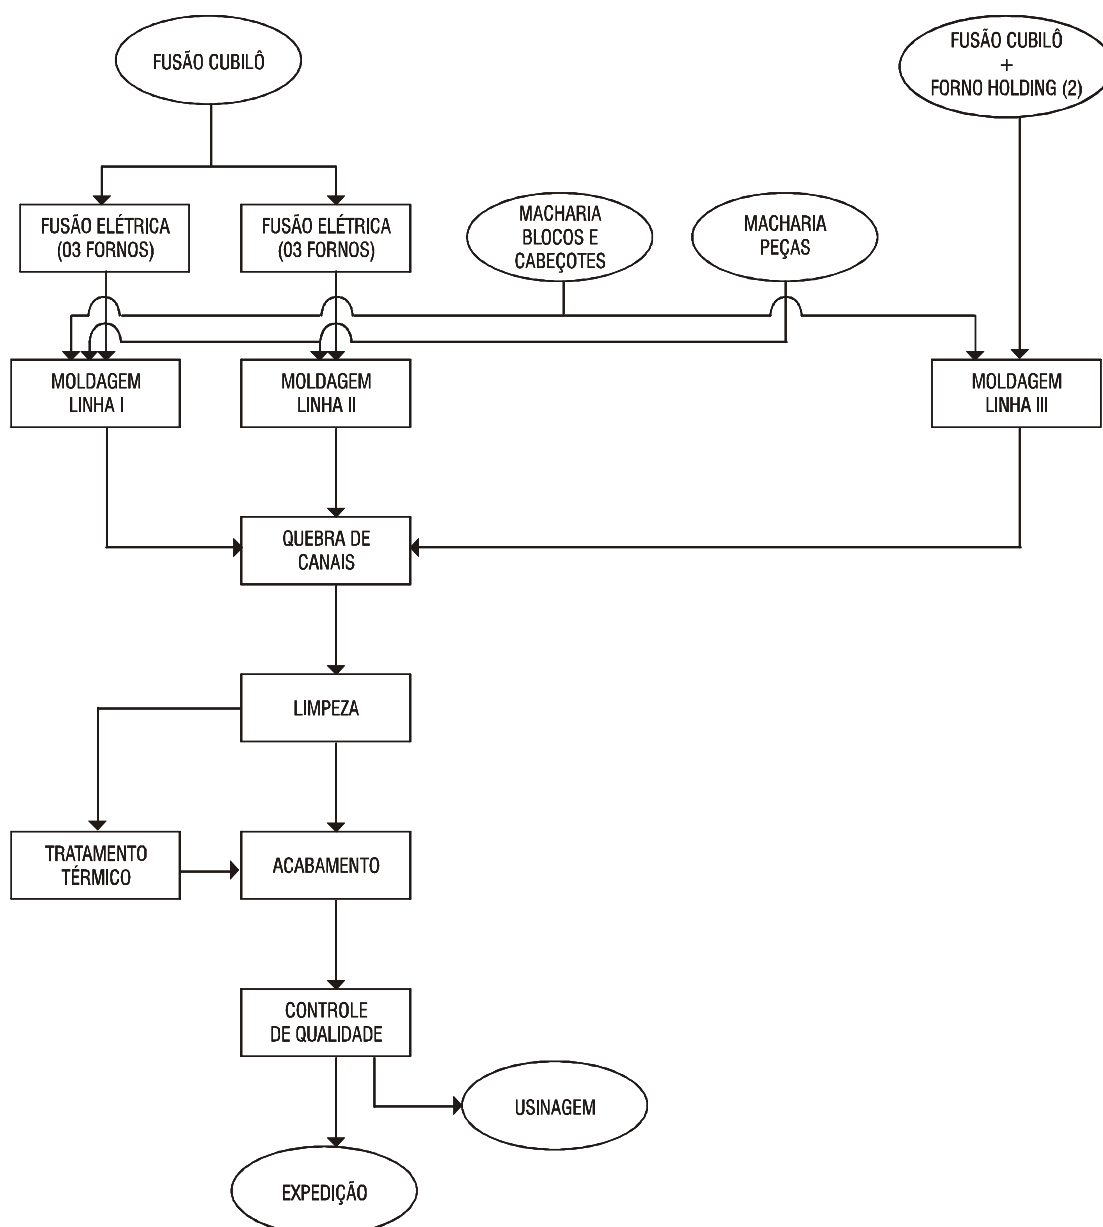 FUSÃO CUBILÔ
FUSÃO CUBILÔ
+
FORNO HOLDING (2)
FUSÃO ELÉTRICA
(03 FORNOS)
FUSÃO ELÉTRICA
(03 FORNOS)
MACHARIA
BLOCOS E
CABEÇOTES
MACHARIA
PEÇAS
MOLDAGEM
LINHA I
MOLDAGEM
LINHA II
MOLDAGEM
LINHA III
QUEBRA DE
CANAIS
LIMPEZA
TRATAMENTO
TÉRMICO
ACABAMENTO
CONTROLE
DE QUALIDADE
USINAGEM
EXPEDIÇÃO